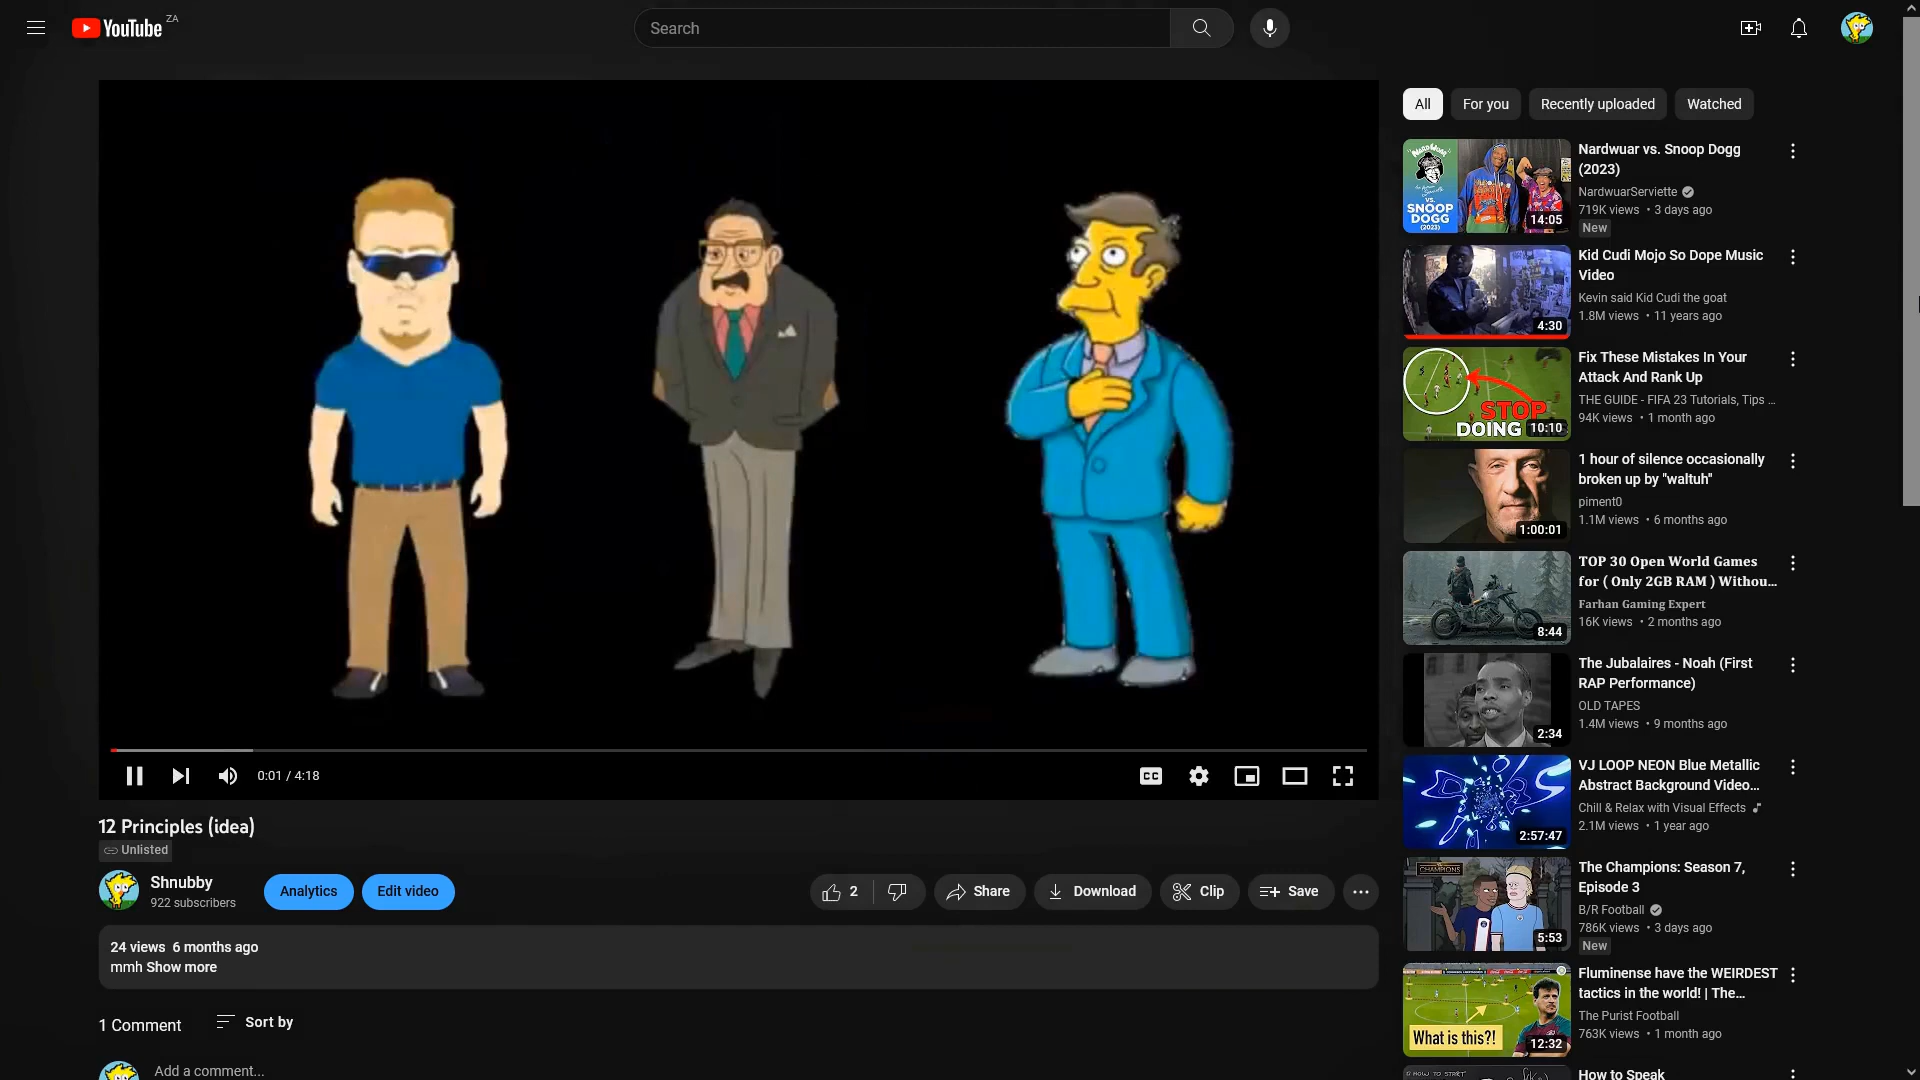 YouTube ZA
Search
All
For you
Recently uploaded
Watched
SNOOP
DOGG
(2023)
14:05
Nardwuar vs. Snoop Dogg
(2023)
NardwuarServiette
719K views • 3 days ago
New
4:30
Kid Cudi Mojo So Dope Music
Video
Kevin said Kid Cudi the goat
1.8M views • 11 years ago
STOP
DOING
10:10
Fix These Mistakes In Your
Attack And Rank Up
THE GUIDE - FIFA 23 Tutorials, Tips ...
94K views • 1 month ago
1:00:01
1 hour of silence occasionally
broken up by "waltuh"
piment0
1.1M views • 6 months ago
8:44
TOP 30 Open World Games
for ( Only 2GB RAM ) Withou...
Farhan Gaming Expert
16K views • 2 months ago
2:34
The Jubalaires - Noah (First
RAP Performance)
OLD TAPES
1.4M views • 9 months ago
2:57:47
VJ LOOP NEON Blue Metallic
Abstract Background Video...
Chill & Relax with Visual Effects
2.1M views • 1 year ago
CHAMPIONS
5:53
The Champions: Season 7,
Episode 3
B/R Football
786K views • 3 days ago
New
What is this?!
12:32
Fluminense have the WEIRDEST
tactics in the world! | The...
The Purist Football
763K views • 1 month ago
How to Speak
0:01 / 4:18
CC
12 Principles (idea)
Unlisted
Shnubby
922 subscribers
Analytics
Edit video
2
Share
Download
Clip
Save
24 views 6 months ago
mmh Show more
1 Comment
Sort by
Add a comment...